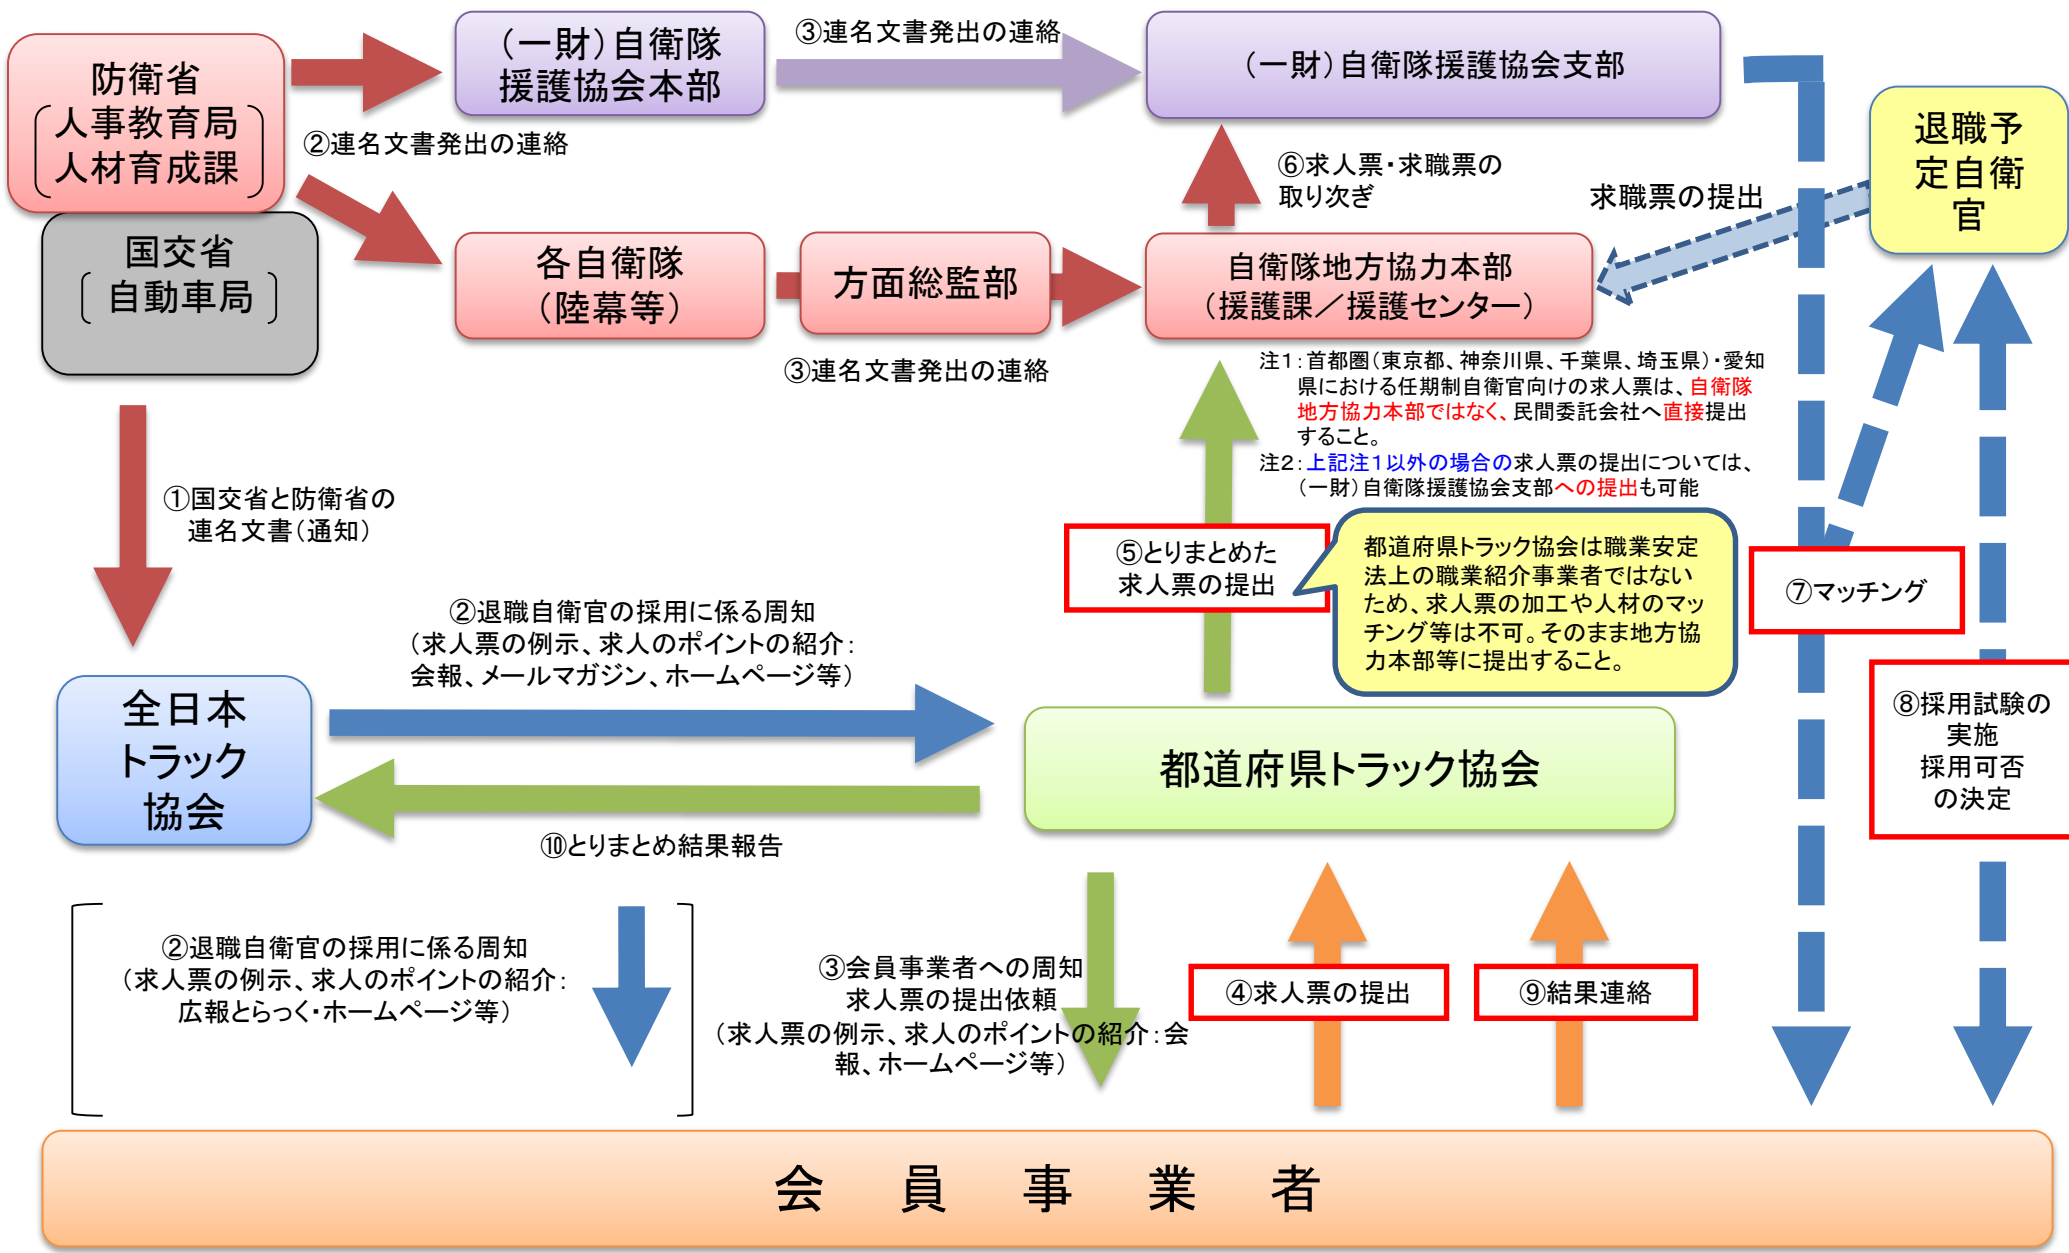 防衛省
人事教育局
人材育成課
国交省
自動車局
（一財）自衛隊
援護協会本部
③連名文書発出の連絡
（一財）自衛隊援護協会支部
②連名文書発出の連絡
⑥求人票・求職票の
取り次ぎ
求職票の提出
退職予
定自衛
官
各自衛隊
（陸幕等）
方面総監部
自衛隊地方協力本部
（援護課／援護センター）
③連名文書発出の連絡
注１：首都圏（東京都、神奈川県、千葉県、埼玉県）・愛知
県における任期制自衛官向けの求人票は、自衛隊
地方協力本部ではなく、民間委託会社へ直接提出
すること。
注２：上記注１以外の場合の求人票の提出については、
（一財）自衛隊援護協会支部への提出も可能
①国交省と防衛省の
連名文書（通知）
⑤とりまとめた
求人票の提出
都道府県トラック協会は職業安定
法上の職業紹介事業者ではない
ため、求人票の加工や人材のマッ
チング等は不可。そのまま地方協
力本部等に提出すること。
⑦マッチング
②退職自衛官の採用に係る周知
（求人票の例示、求人のポイントの紹介：
会報、メールマガジン、ホームページ等）
⑧採用試験の
実施
採用可否
の決定
全日本
トラック
協会
都道府県トラック協会
⑩とりまとめ結果報告
②退職自衛官の採用に係る周知
（求人票の例示、求人のポイントの紹介：
広報とらっく・ホームページ等）
③会員事業者への周知
求人票の提出依頼
（求人票の例示、求人のポイントの紹介：会
報、ホームページ等）
④求人票の提出
⑨結果連絡
会員事業者